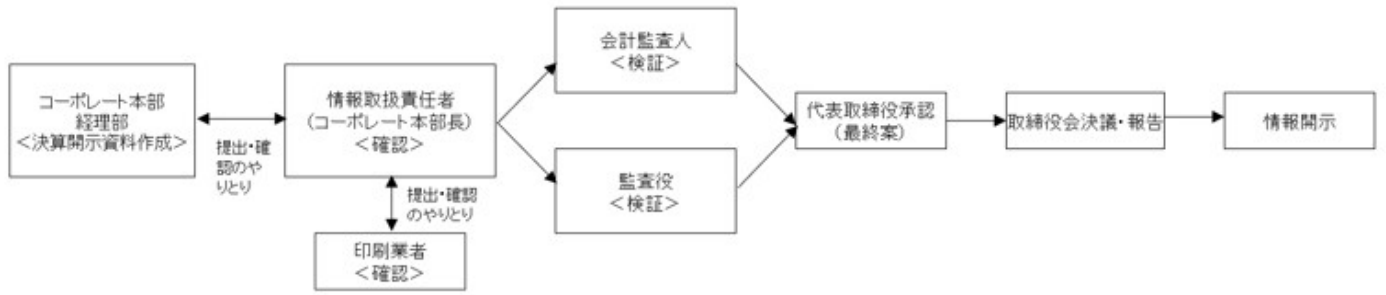 コーポレート本部
経理部
＜決算開示資料作成＞
提出・確
認のや
りとり
情報取扱責任者
（コーポレート本部長）
＜確認＞
提出・確認
のやりとり
印刷業者
＜確認＞
会計監査人
＜検証＞
監査役
＜検証＞
代表取締役承認
（最終案）
取締役会決議・報告
情報開示